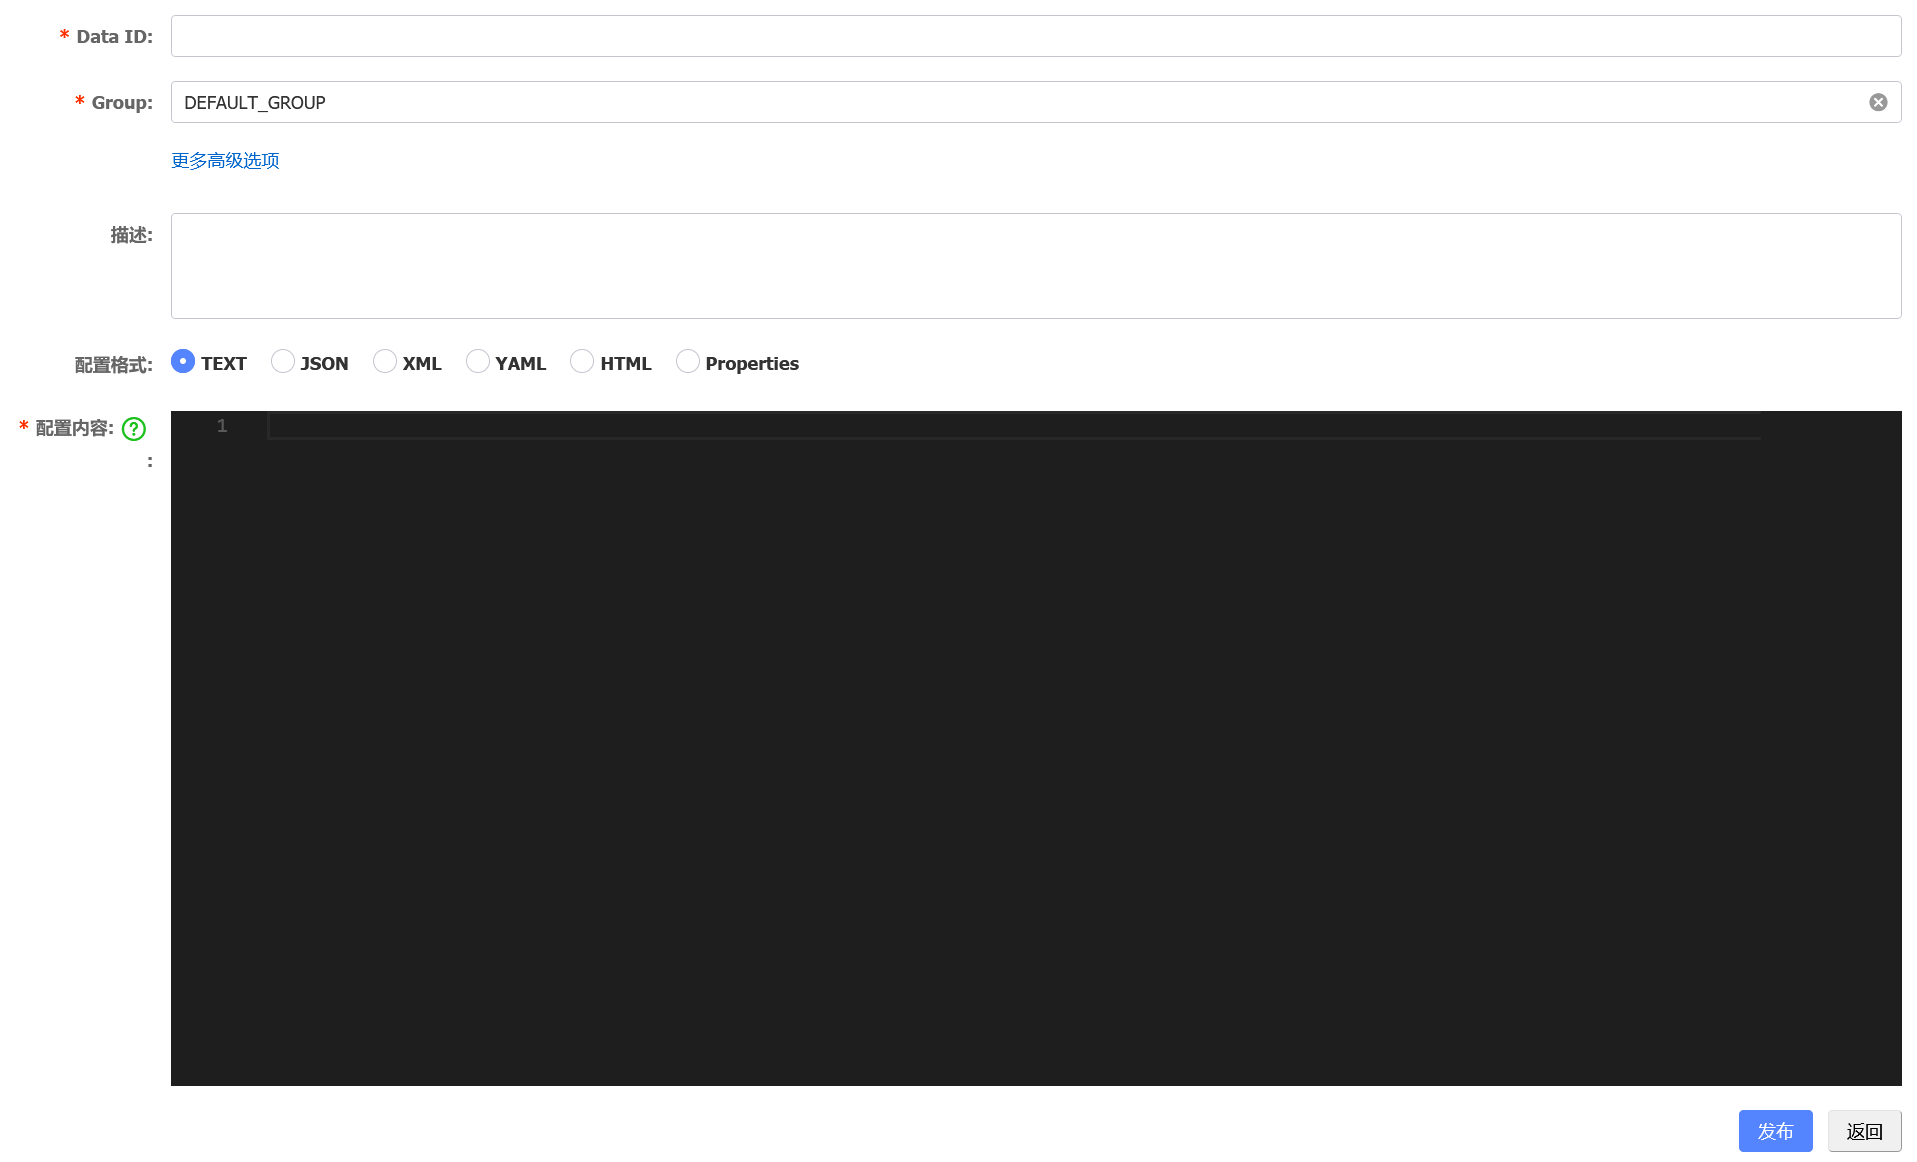 * Data ID:
* Group: DEFAULT_GROUP
更多高级选项
描述:
配置格式: TEXT JSON XML YAML HTML Properties
* 配置内容: ?
:
1
发布 返回